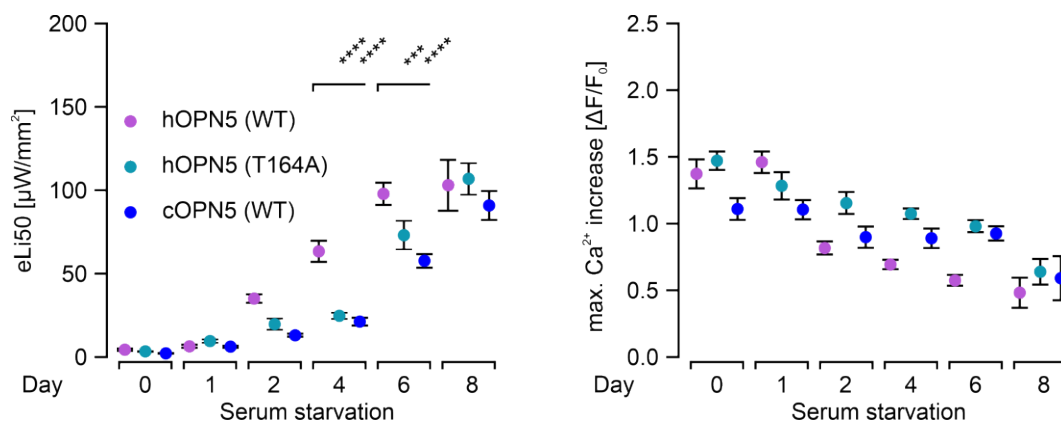 200
150
100
50
0
eLi50 [µW/mm²]
**** ****
*** ****
hOPN5 (WT)
hOPN5 (T164A)
cOPN5 (WT)
Day 0 1 2 4 6 8
Serum starvation
2.5
2.0
1.5
1.0
0.5
0.0
max. Ca²⁺ increase [ΔF/F₀]
Day 0 1 2 4 6 8
Serum starvation